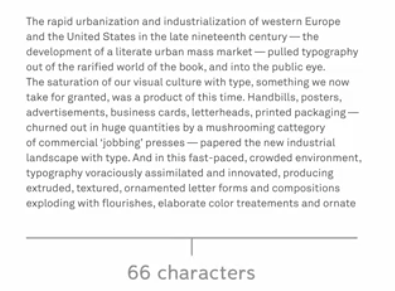 The rapid urbanization and industrialization of western Europe
and the United States in the late nineteenth century — the
development of a literate urban mass market — pulled typography
out of the rarified world of the book, and into the public eye.
The saturation of our visual culture with type, something we now
take for granted, was a product of this time. Handbills, posters,
advertisements, business cards, letterheads, printed packaging —
churned out in huge quantities by a mushrooming cattegory
of commercial ‘jobbing’ presses — papered the new industrial
landscape with type. And in this fast-paced, crowded environment,
typography voraciously assimilated and innovated, producing
extruded, textured, ornamented letter forms and compositions
exploding with flourishes, elaborate color treatements and ornate
66 characters